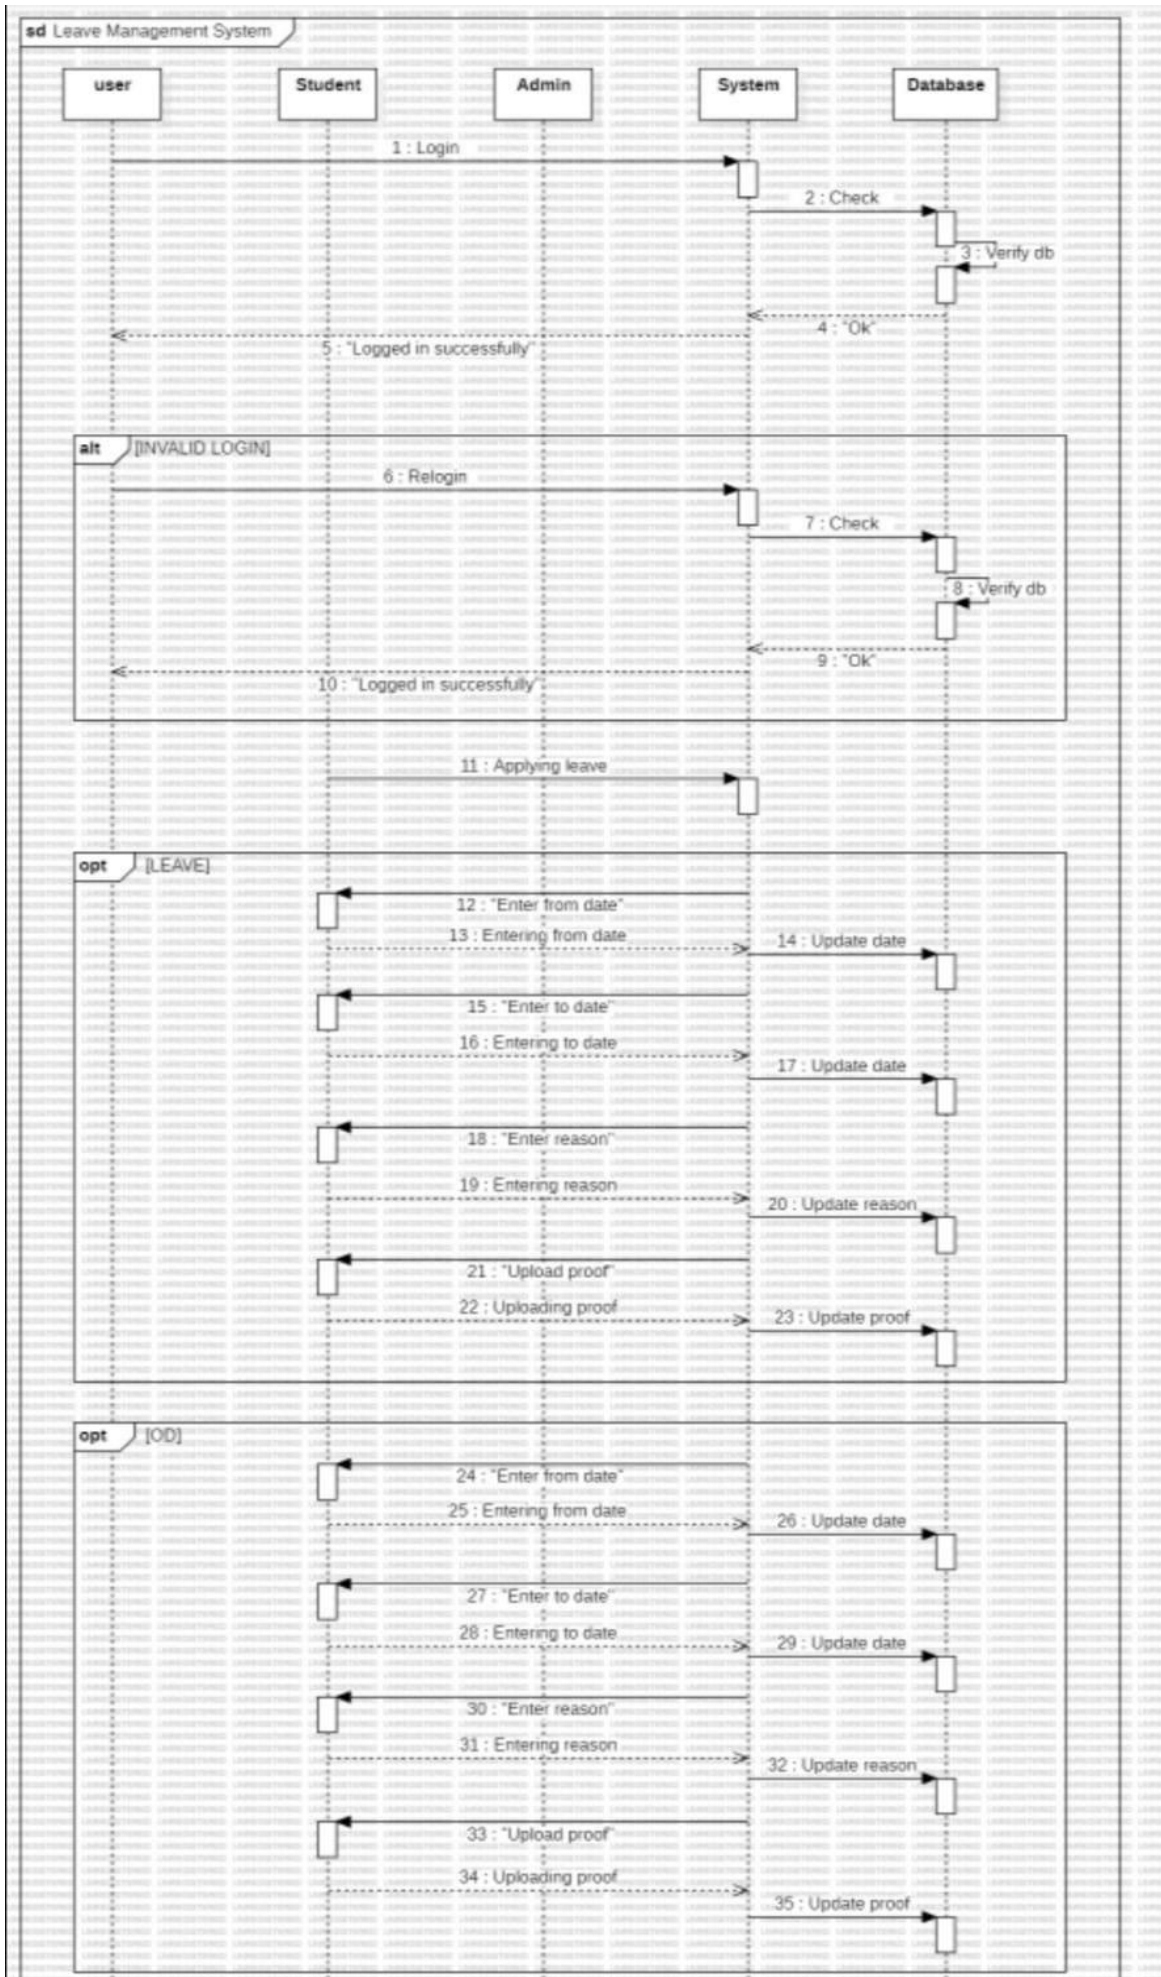 sd Leave Management System
user
Student
Admin
System
Database
1 : Login
2 : Check
3 : Verify db
4 : "Ok"
5 : "Logged in successfully"
alt [INVALID LOGIN]
6 : Relogin
7 : Check
8 : Verify db
9 : "Ok"
10 : "Logged in successfully"
11 : Applying leave
opt [LEAVE]
12 : "Enter from date"
13 : Entering from date
14 : Update date
15 : "Enter to date"
16 : Entering to date
17 : Update date
18 : "Enter reason"
19 : Entering reason
20 : Update reason
21 : "Upload proof"
22 : Uploading proof
23 : Update proof
opt [OD]
24 : "Enter from date"
25 : Entering from date
26 : Update date
27 : "Enter to date"
28 : Entering to date
29 : Update date
30 : "Enter reason"
31 : Entering reason
32 : Update reason
33 : "Upload proof"
34 : Uploading proof
35 : Update proof